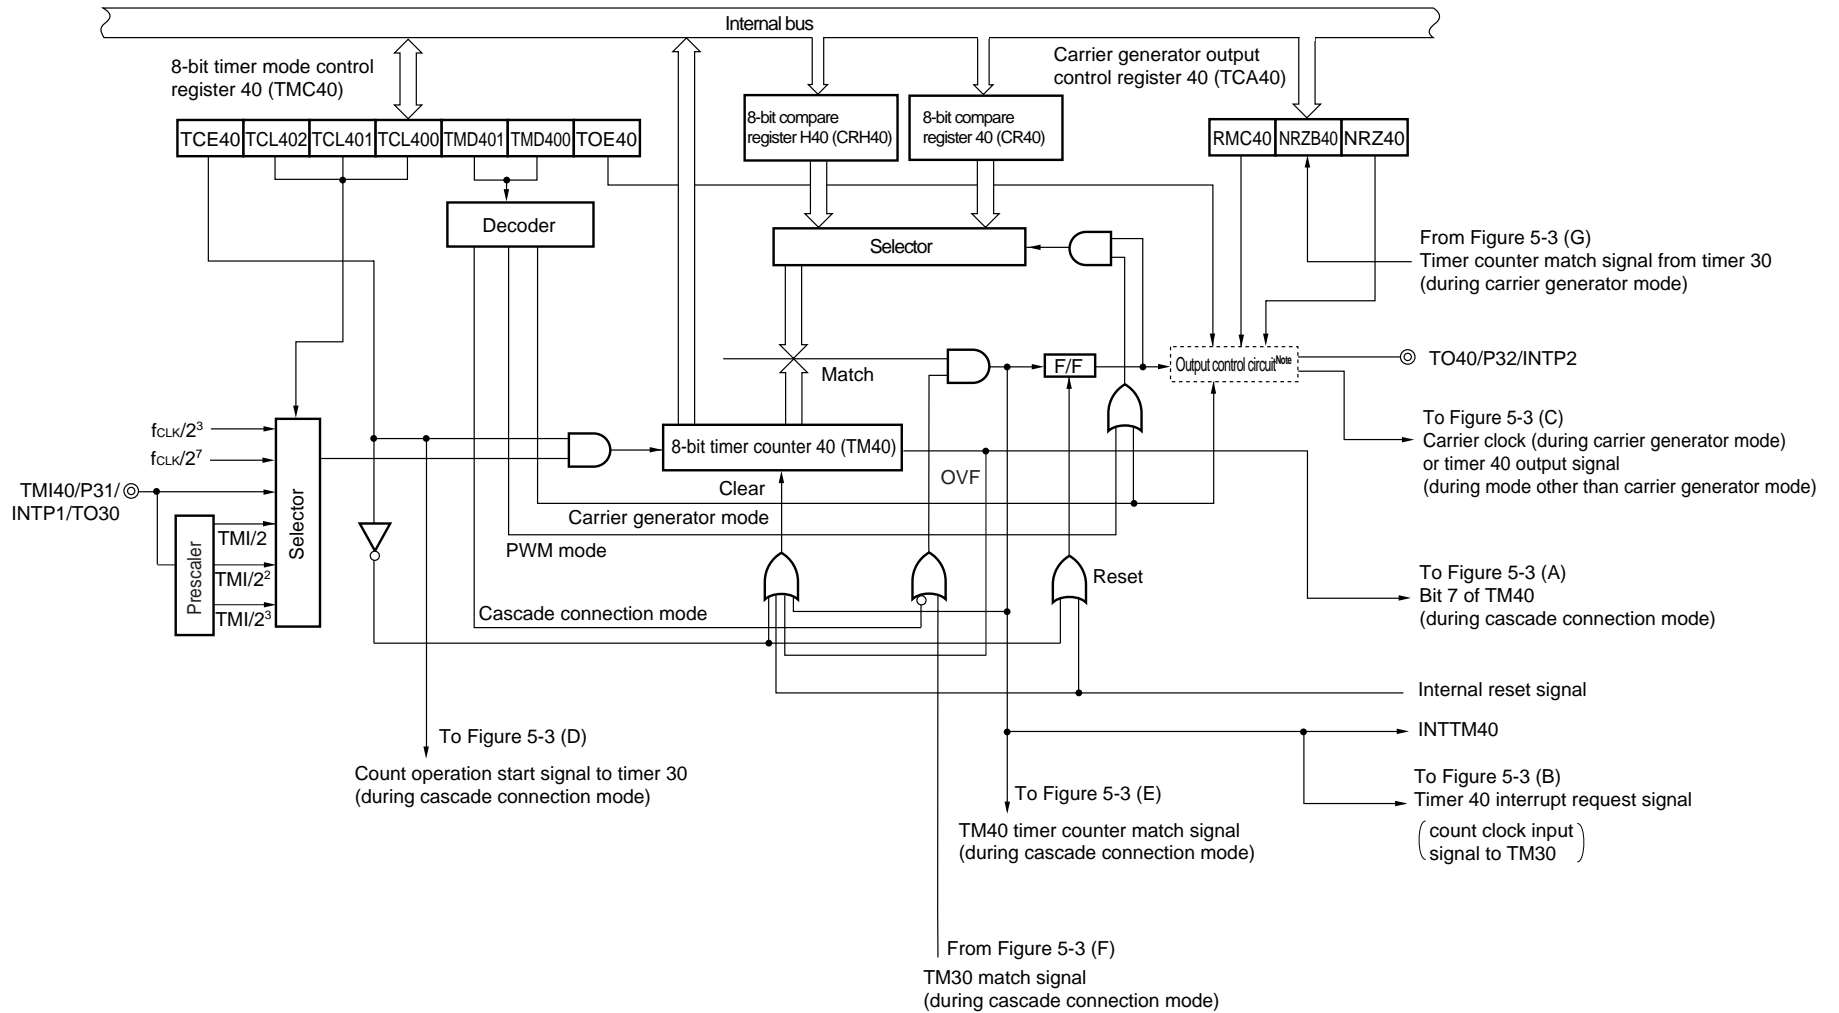 Internal bus
8-bit timer mode control
register 40 (TMC40)
Carrier generator output
control register 40 (TCA40)
8-bit compare
register H40 (CRH40)
8-bit compare
register 40 (CR40)
TCE40 TCL402 TCL401 TCL400 TMD401 TMD400 TOE40
RMC40 NRZB40 NRZ40
Decoder
Selector
From Figure 5-3 (G)
Timer counter match signal from timer 30
(during carrier generator mode)
Match
F/F
Output control circuitNote
TO40/P32/INTP2
fCLK/2³
fCLK/2⁷
TMI40/P31/
INTP1/TO30
Prescaler
TMI/2
TMI/2²
TMI/2³
Selector
8-bit timer counter 40 (TM40)
OVF
Clear
Carrier generator mode
PWM mode
Cascade connection mode
Reset
To Figure 5-3 (C)
Carrier clock (during carrier generator mode)
or timer 40 output signal
(during mode other than carrier generator mode)
To Figure 5-3 (A)
Bit 7 of TM40
(during cascade connection mode)
Internal reset signal
INTTM40
To Figure 5-3 (D)
Count operation start signal to timer 30
(during cascade connection mode)
To Figure 5-3 (E)
TM40 timer counter match signal
(during cascade connection mode)
To Figure 5-3 (B)
Timer 40 interrupt request signal
(count clock input
signal to TM30)
From Figure 5-3 (F)
TM30 match signal
(during cascade connection mode)